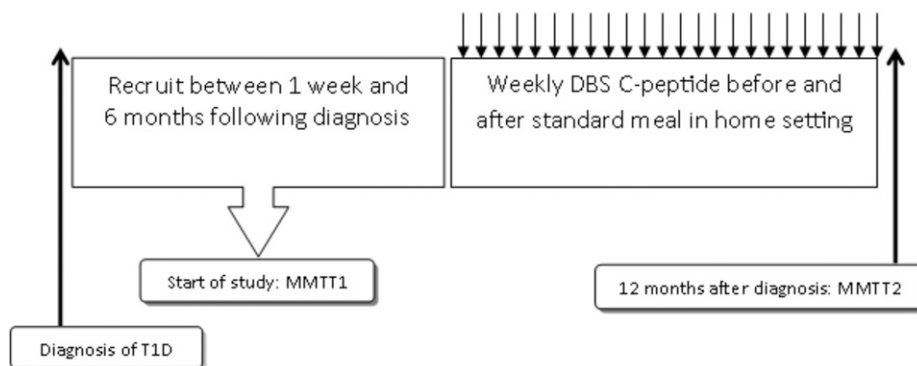 Recruit between 1 week and
6 months following diagnosis
Weekly DBS C-peptide before and
after standard meal in home setting
Start of study: MMTT1
12 months after diagnosis: MMTT2
Diagnosis of T1D